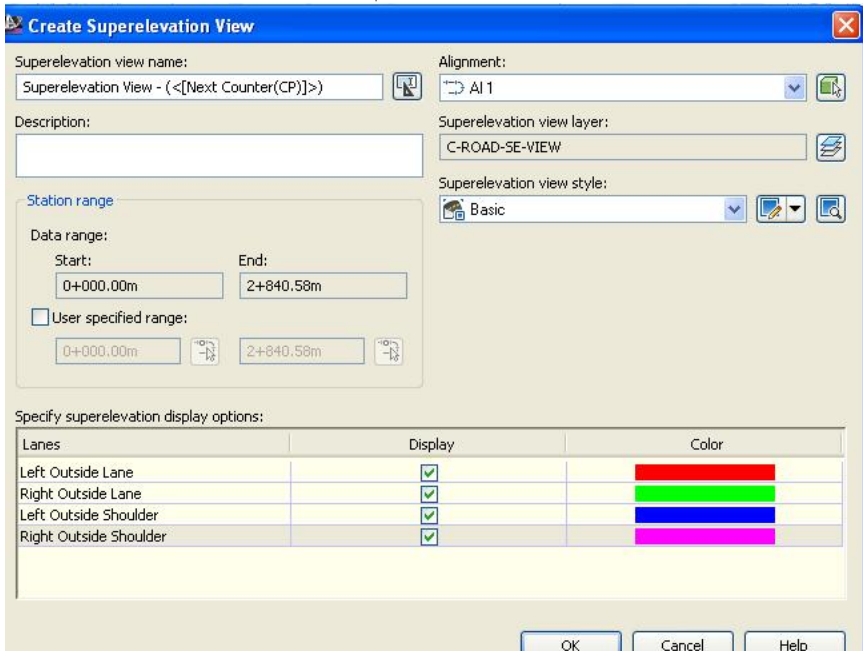 Create Superelevation View
Superelevation view name:
Superelevation View - (<[Next Counter(CP)]>)
Description:
Alignment:
Al 1
Superelevation view layer:
C-ROAD-SE-VIEW
Superelevation view style:
Basic
Station range
Data range:
Start: End:
0+000.00m 2+840.58m
User specified range:
0+000.00m 2+840.58m
Specify superelevation display options:
Lanes Display Color
Left Outside Lane
Right Outside Lane
Left Outside Shoulder
Right Outside Shoulder
OK Cancel Help